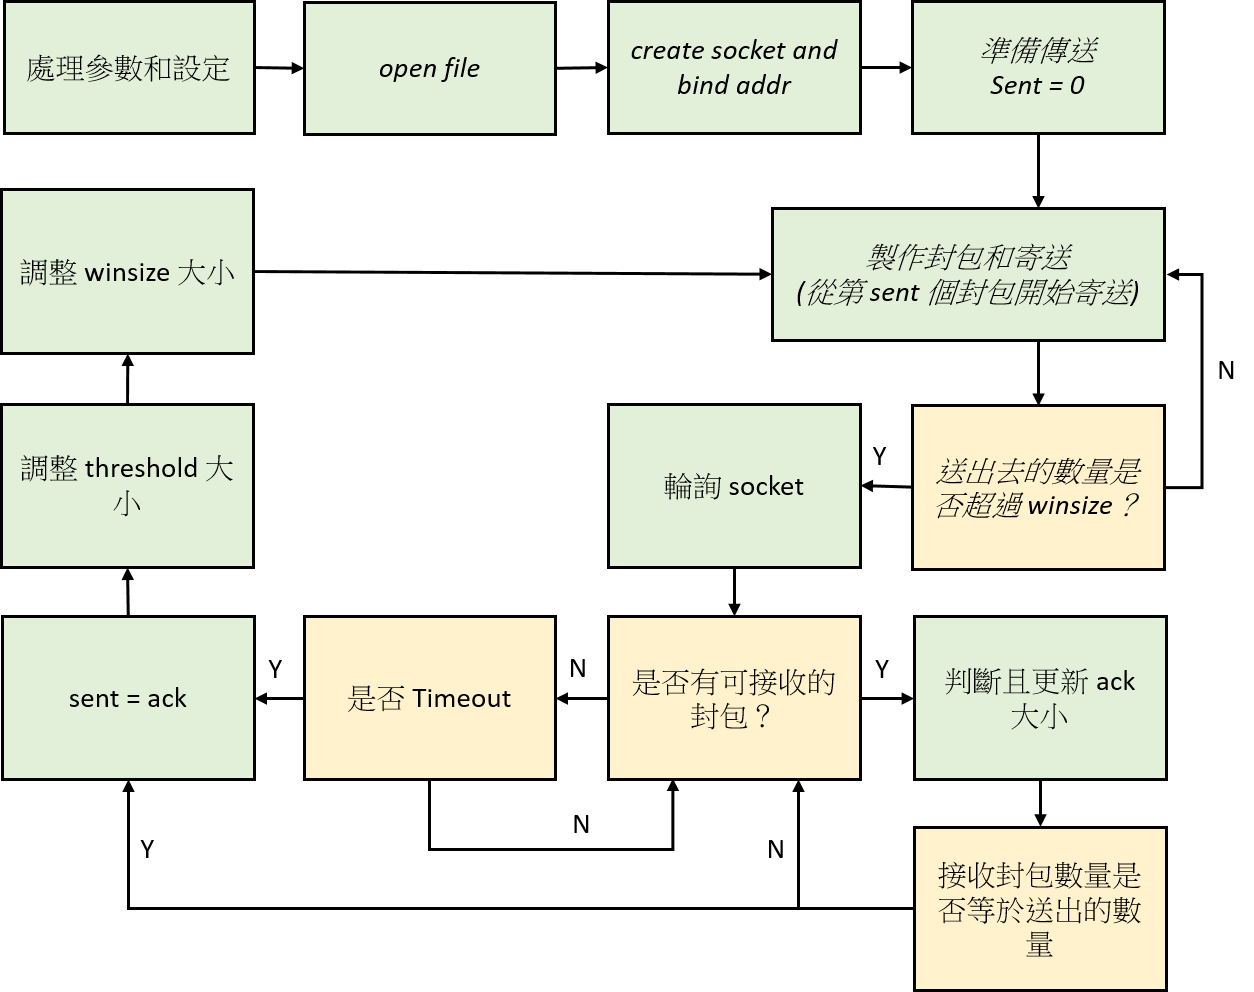 處理參數和設定
open file
create socket and
bind addr
準備傳送
Sent = 0
調整 winsize 大小
製作封包和寄送
(從第 sent 個封包開始寄送)
N
調整 threshold 大
小
輪詢 socket
Y
送出去的數量是
否超過 winsize？
sent = ack
Y
是否 Timeout
N
是否有可接收的
封包？
Y
判斷且更新 ack
大小
N
Y
N
接收封包數量是
否等於送出的數
量